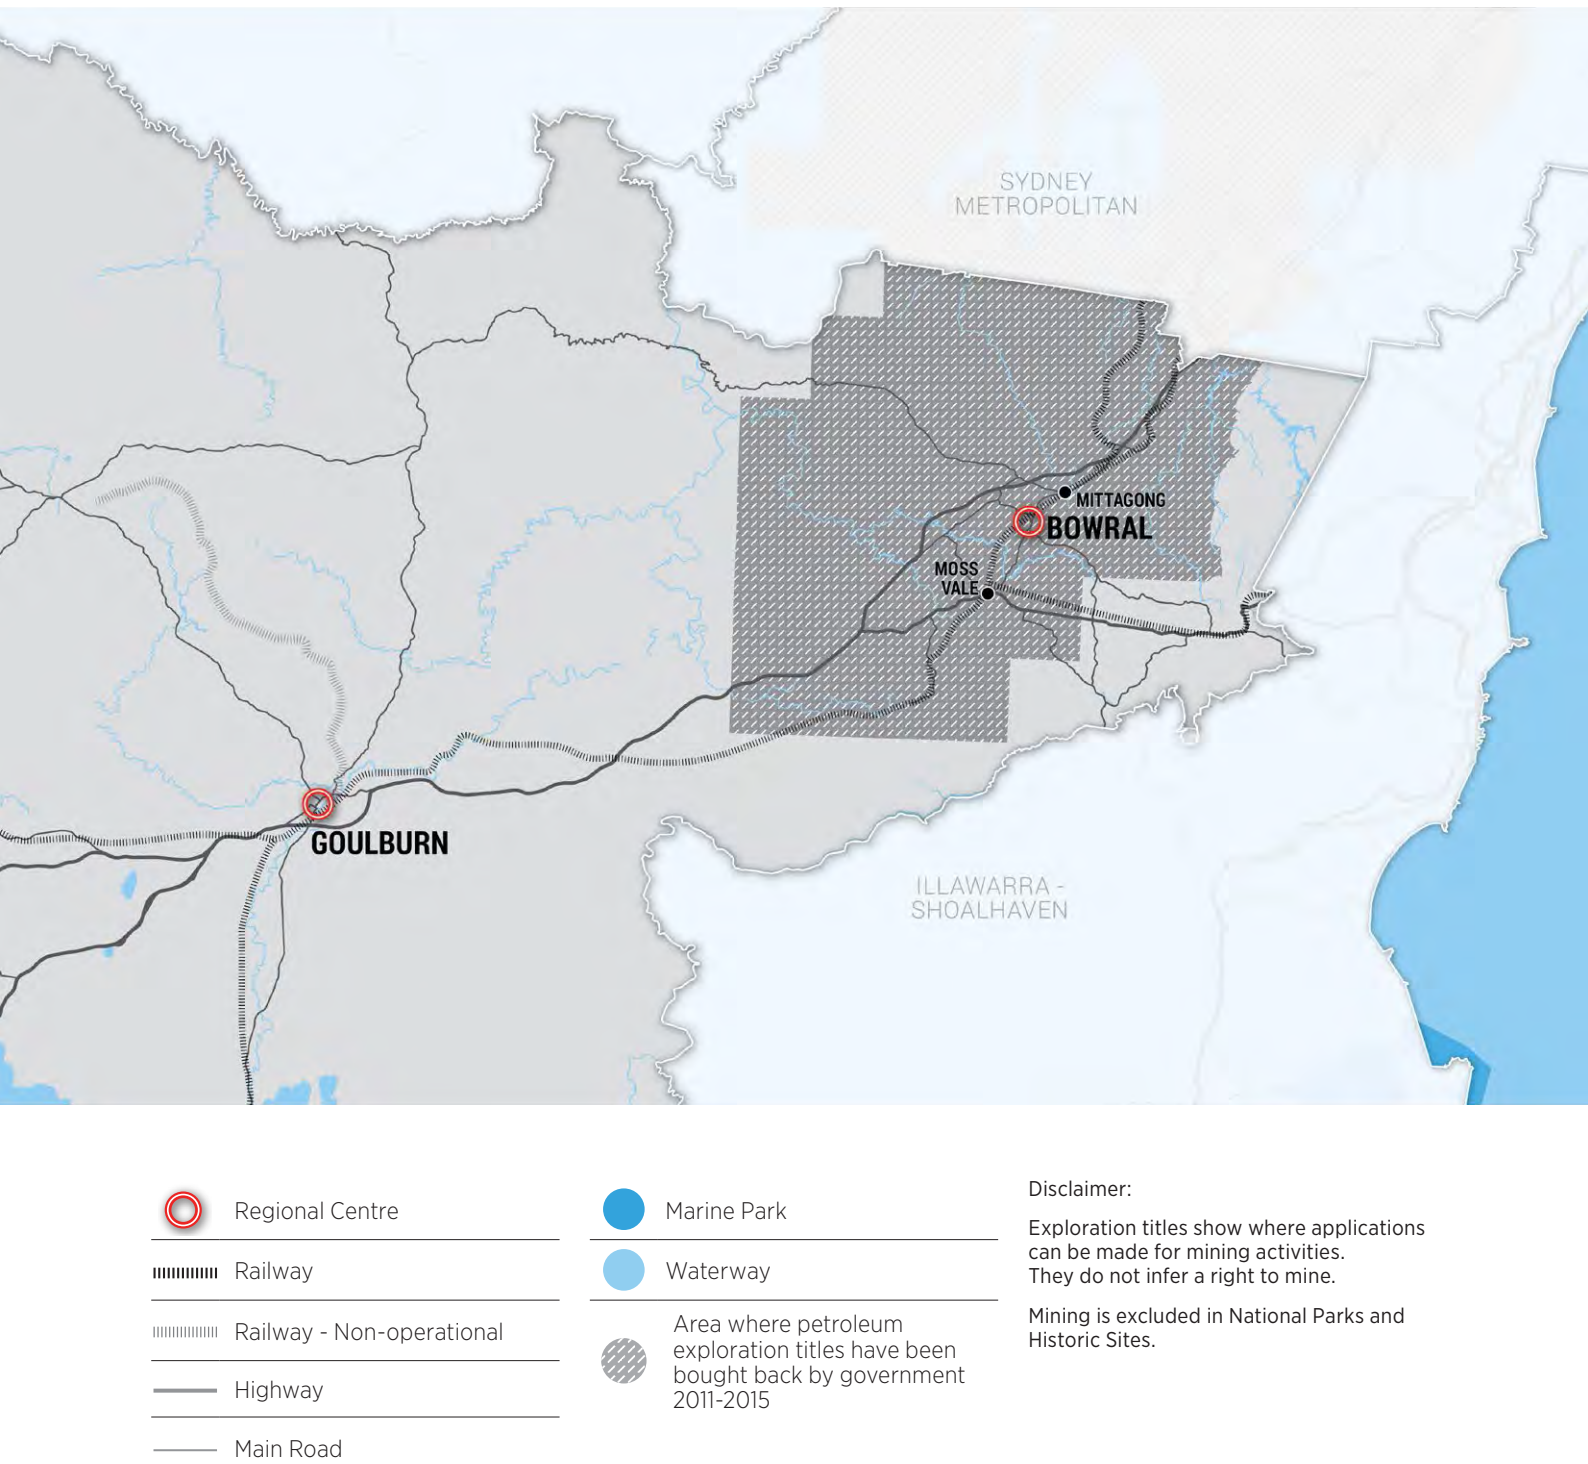 SYDNEY
METROPOLITAN
MITTAGONG
BOWRAL
MOSS
VALE
GOULBURN
ILLAWARRA -
SHOALHAVEN
Regional Centre
Railway
Railway - Non-operational
Highway
Main Road
Marine Park
Waterway
Area where petroleum
exploration titles have been
bought back by government
2011-2015
Disclaimer:
Exploration titles show where applications
can be made for mining activities.
They do not infer a right to mine.
Mining is excluded in National Parks and
Historic Sites.